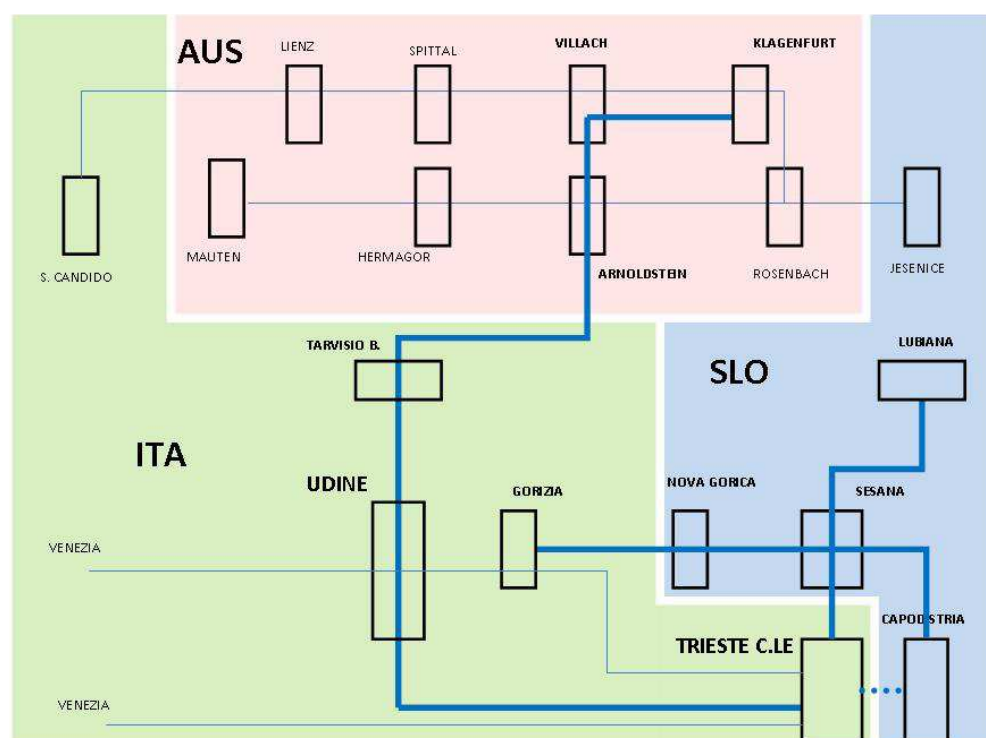 AUS
LIENZ
SPITTAL
VILLACH
KLAGENFURT
MAUTEN
HERMAGOR
ARNOLDSTEIN
ROSENBACH
JESENICE
S. CANDIDO
TARVISIO B.
LUBIANA
SLO
ITA
UDINE
GORIZIA
NOVA GORICA
SESANA
VENEZIA
CAPODISTRIA
TRIESTE C.LE
VENEZIA